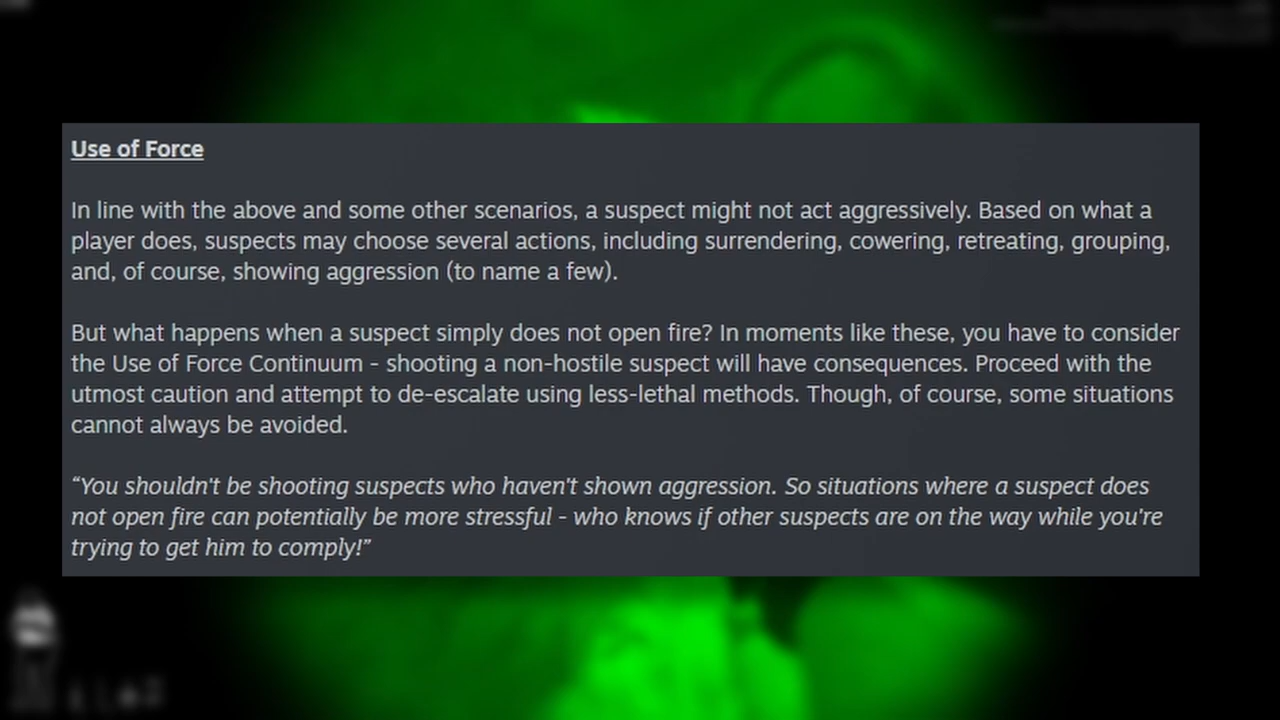 Use of Force
In line with the above and some other scenarios, a suspect might not act aggressively. Based on what a
player does, suspects may choose several actions, including surrendering, cowering, retreating, grouping,
and, of course, showing aggression (to name a few).
But what happens when a suspect simply does not open fire? In moments like these, you have to consider
the Use of Force Continuum - shooting a non-hostile suspect will have consequences. Proceed with the
utmost caution and attempt to de-escalate using less-lethal methods. Though, of course, some situations
cannot always be avoided.
“You shouldn't be shooting suspects who haven't shown aggression. So situations where a suspect does
not open fire can potentially be more stressful - who knows if other suspects are on the way while you're
trying to get him to comply!”